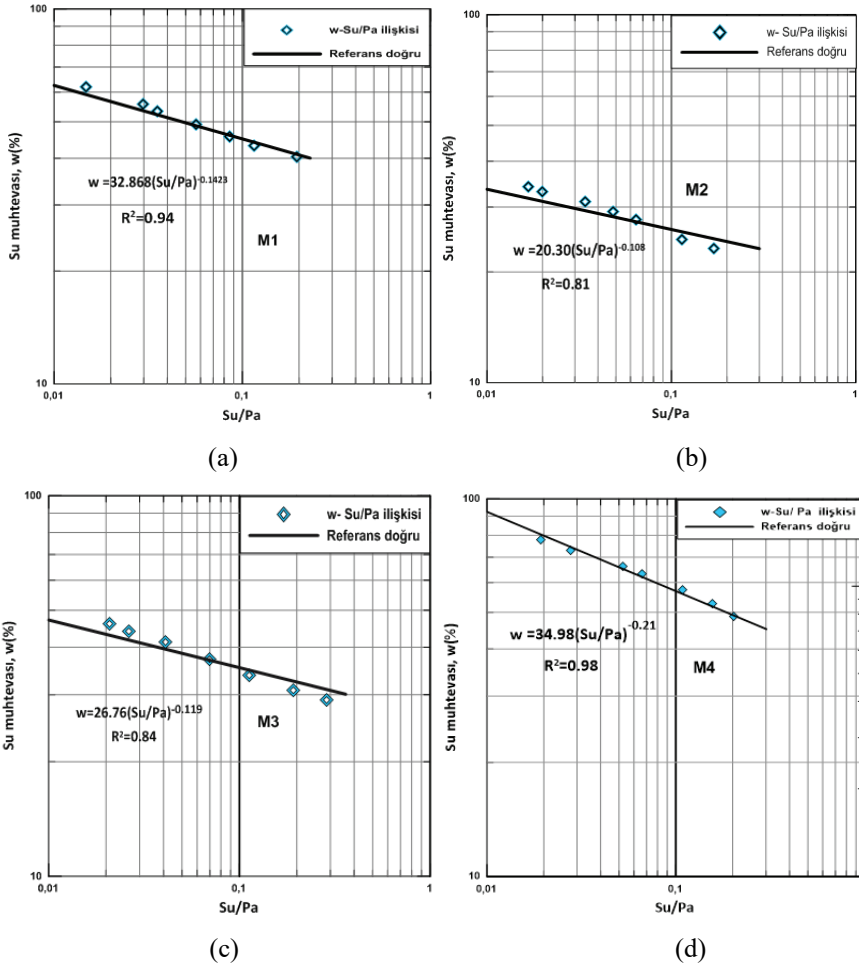 100
w-Su/Pa ilişkisi
Referans doğru
Su muhtevası, w(%)
w =32.868(Su/Pa)-0.1423
R2=0.94
M1
10
0,01
0,1
1
Su/Pa
(a)
100
w- Su/Pa ilişkisi
Referans doğru
Su muhtevası, w(%)
M2
w =20.30(Su/Pa)-0.108
R2=0.81
10
0,01
0,1
1
Su/Pa
(b)
100
w- Su/Pa ilişkisi
Referans doğru
Su muhtevası, w(%)
w=26.76(Su/Pa)-0.119
R2=0.84
M3
10
0,01
0,1
1
Su/Pa
(c)
100
w-Su/ Pa ilişkisi
Referans doğru
Su muhtevası, w(%)
w =34.98(Su/Pa)-0.21
R2=0.98
M4
10
0,01
0,1
1
Su/Pa
(d)